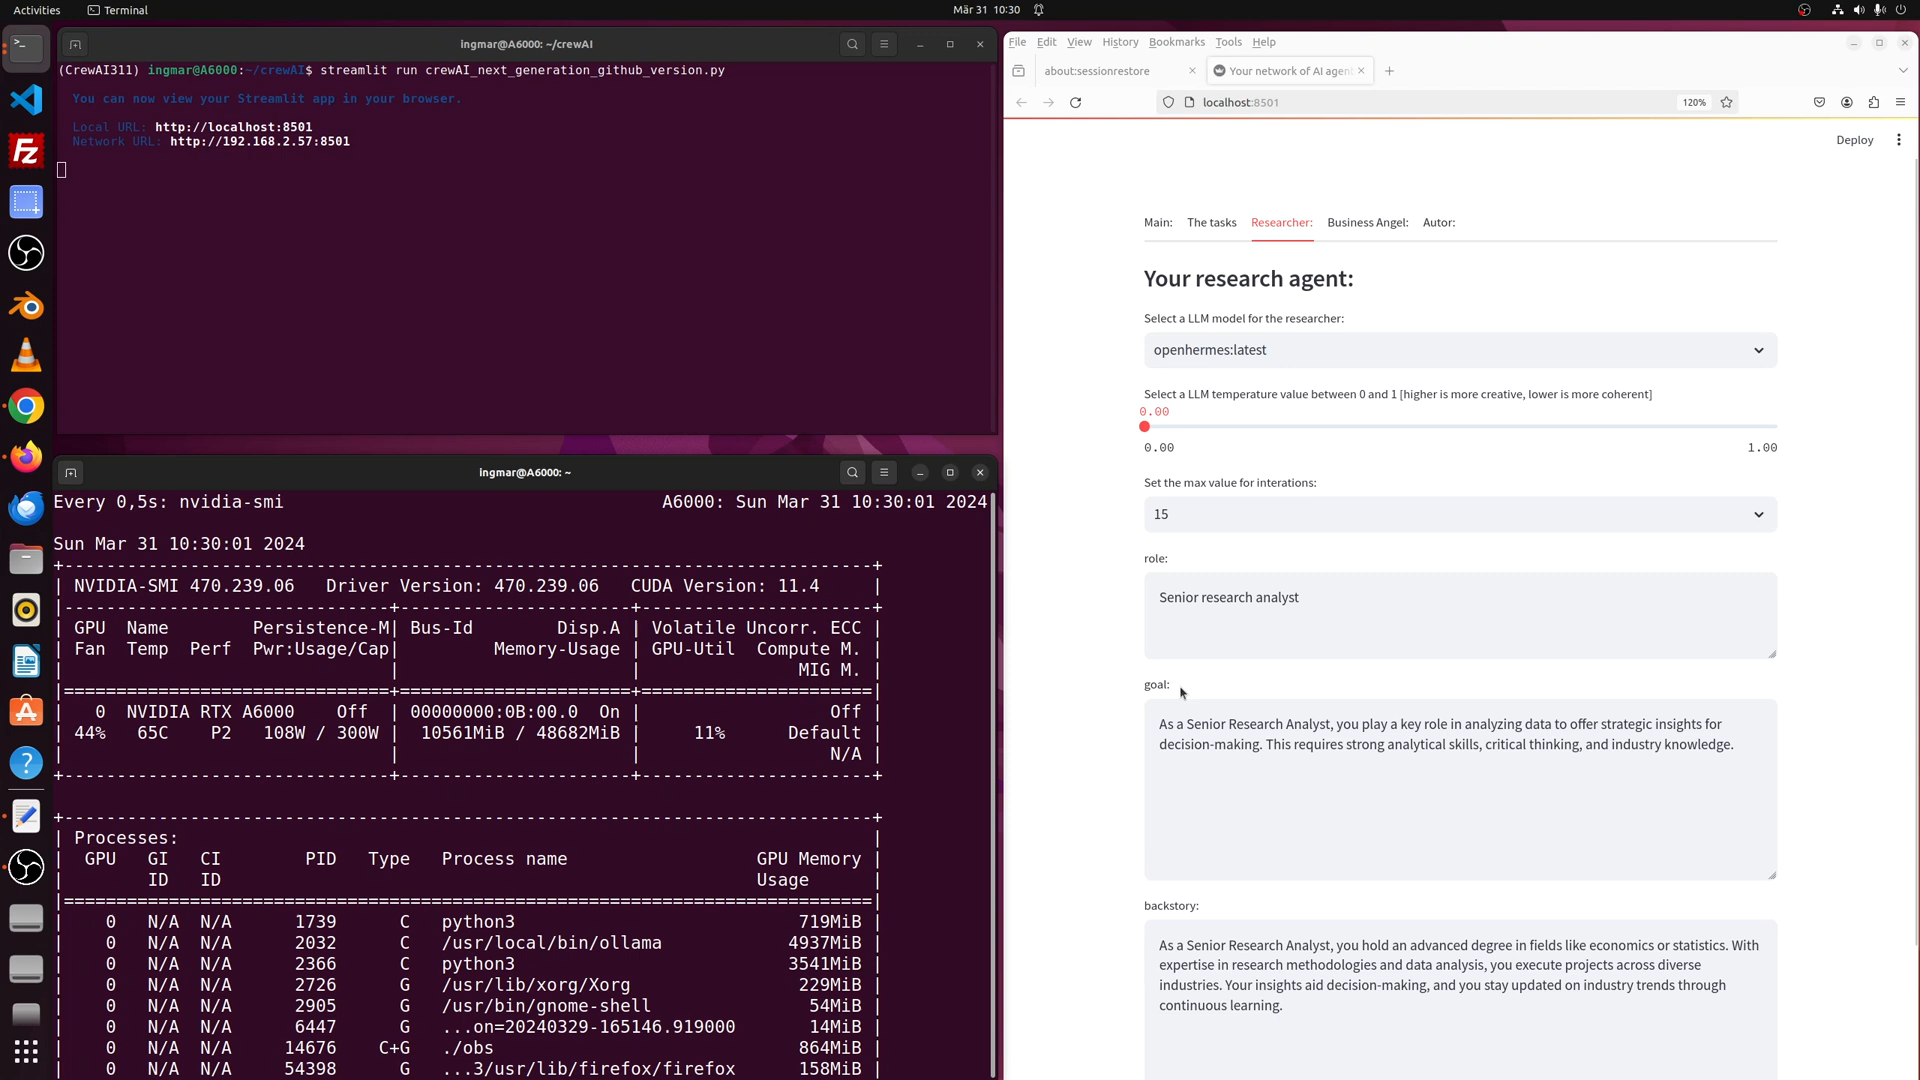 Activities
Terminal
Mär 31 10:30
ingmar@A6000: ~/crewAI
(CrewAI311) ingmar@A6000:~/crewAI$ streamlit run crewAI_next_generation_github_version.py
You can now view your Streamlit app in your browser.
Local URL: http://localhost:8501
Network URL: http://192.168.2.57:8501
ingmar@A6000: ~
Every 0,5s: nvidia-smi A6000: Sun Mar 31 10:30:01 2024
Sun Mar 31 10:30:01 2024
+-----------------------------------------------------------------------------+
| NVIDIA-SMI 470.239.06   Driver Version: 470.239.06   CUDA Version: 11.4     |
|-------------------------------+----------------------+----------------------+
| GPU  Name        Persistence-M| Bus-Id        Disp.A | Volatile Uncorr. ECC |
| Fan  Temp  Perf  Pwr:Usage/Cap|         Memory-Usage | GPU-Util  Compute M. |
|                               |                      |               MIG M. |
|===============================+======================+======================|
|   0  NVIDIA RTX A6000    Off  | 00000000:0B:00.0  On |                  Off |
| 44%   65C    P2   108W / 300W |  10561MiB / 48682MiB |     11%      Default |
|                               |                      |                  N/A |
+-------------------------------+----------------------+----------------------+
+-----------------------------------------------------------------------------+
| Processes:                                                                  |
|  GPU   GI   CI        PID   Type   Process name                  GPU Memory |
|        ID   ID                                                   Usage      |
|=============================================================================|
|    0   N/A  N/A      1739      C   python3                           719MiB |
|    0   N/A  N/A      2032      C   /usr/local/bin/ollama            4937MiB |
|    0   N/A  N/A      2366      C   python3                          3541MiB |
|    0   N/A  N/A      2726      G   /usr/lib/xorg/Xorg                229MiB |
|    0   N/A  N/A      2905      G   /usr/bin/gnome-shell               54MiB |
|    0   N/A  N/A      6447      G   ...on=20240329-165146.919000       14MiB |
|    0   N/A  N/A     14676    C+G   ./obs                             864MiB |
|    0   N/A  N/A     54398      G   ...3/usr/lib/firefox/firefox      158MiB |
File Edit View History Bookmarks Tools Help
about:sessionrestore
Your network of AI agent
localhost:8501
120%
Deploy
Main: The tasks Researcher: Business Angel: Autor:
Your research agent:
Select a LLM model for the researcher:
openhermes:latest
Select a LLM temperature value between 0 and 1 [higher is more creative, lower is more coherent]
0.00
0.00 1.00
Set the max value for interations:
15
role:
Senior research analyst
goal:
As a Senior Research Analyst, you play a key role in analyzing data to offer strategic insights for
decision-making. This requires strong analytical skills, critical thinking, and industry knowledge.
backstory:
As a Senior Research Analyst, you hold an advanced degree in fields like economics or statistics. With
expertise in research methodologies and data analysis, you execute projects across diverse
industries. Your insights aid decision-making, and you stay updated on industry trends through
continuous learning.